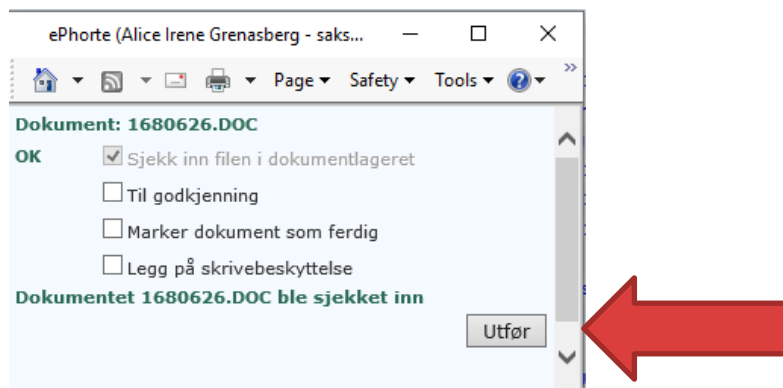 ePhorte (Alice Irene Grenasberg - saks...
Page Safety Tools
Dokument: 1680626.DOC
OK Sjekk inn filen i dokumentlageret
Til godkjenning
Marker dokument som ferdig
Legg på skrivebeskyttelse
Dokumentet 1680626.DOC ble sjekket inn
Utfør